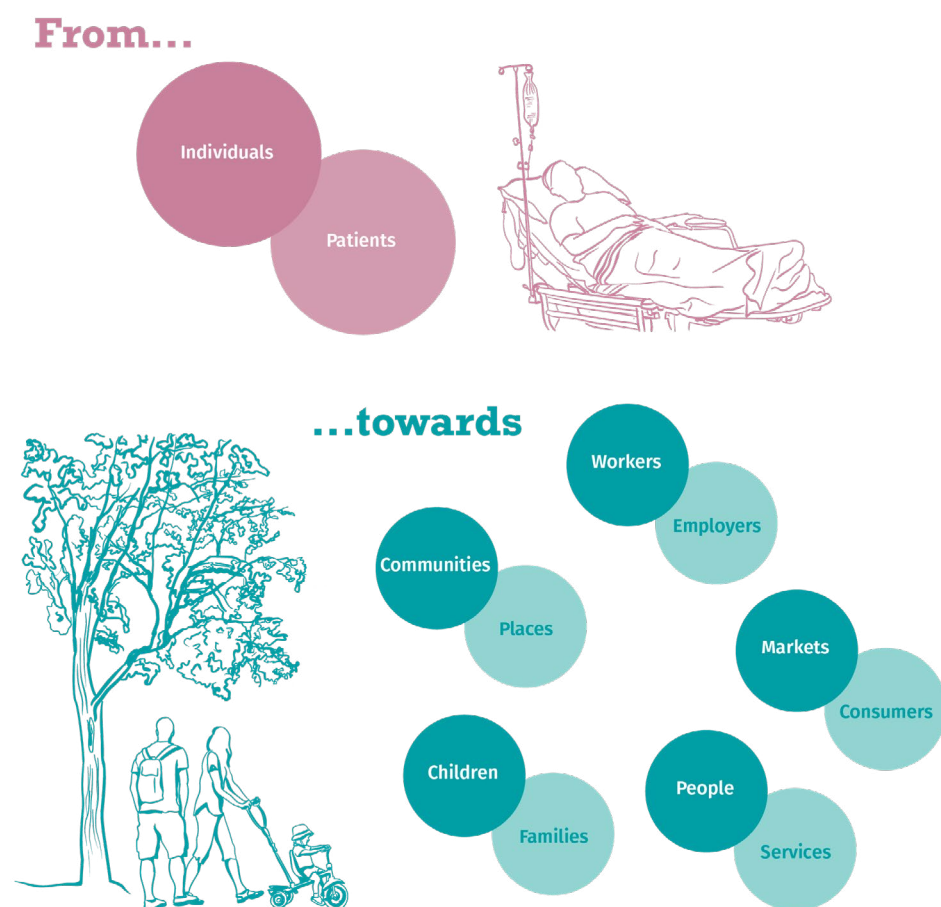 From...
Individuals
Patients
...towards
Workers
Employers
Communities
Places
Markets
Consumers
Children
Families
People
Services